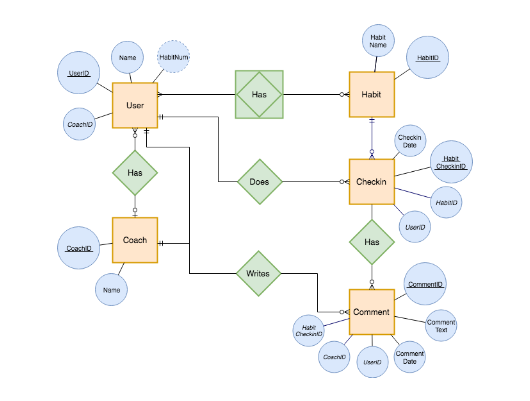 Habit
Name
Name
HabitNum
UserID
HabitID
Has
User
Habit
CoachID
Checkin
Date
Habit
CheckinID
Has
Does
Checkin
HabitID
UserID
Coach
Has
CoachID
Writes
Name
CommentID
Comment
Habit
CheckinID
Comment
Text
CoachID
UserID
Comment
Date